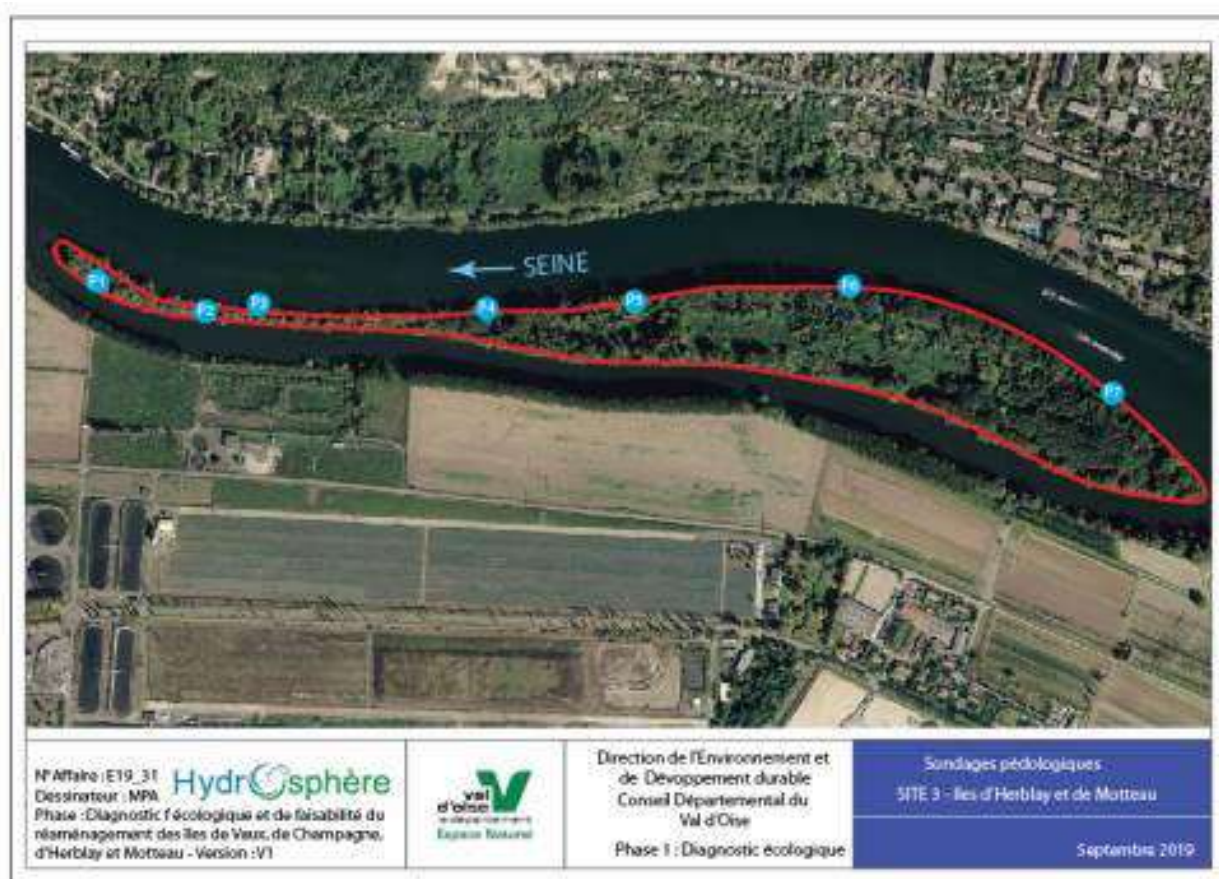 SEINE
P1
P2
P3
P4
P5
P6
P7
N° Affaire : E19_31
Dessinateur : MPA
HydrOsphère
Phase : Diagnostic f écologique et de faisabilité du
réaménagement des îles de Vaux, de Champagne,
d'Herblay et Motteau - Version : V1
val
d'oise
le département
Espace Naturel
Direction de l'Environnement et
de Dévoppement durable
Conseil Départemental du
Val d'Oise
Phase 1 : Diagnostic écologique
Sondages pédologiques
SITE 3 - Iles d'Herblay et de Motteau
Septembre 2019